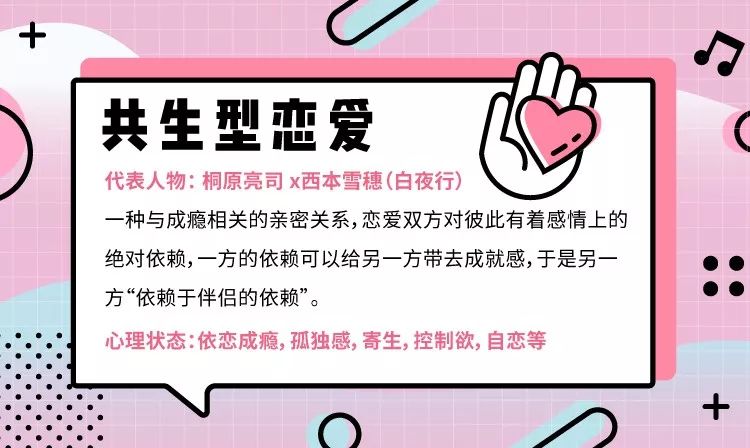 共生型恋爱
代表人物：桐原亮司 x西本雪穗（白夜行）
一种与成瘾相关的亲密关系，恋爱双方对彼此有着感情上的
绝对依赖，一方的依赖可以给另一方带去成就感，于是另一
方“依赖于伴侣的依赖”。
心理状态：依恋成瘾，孤独感，寄生，控制欲，自恋等